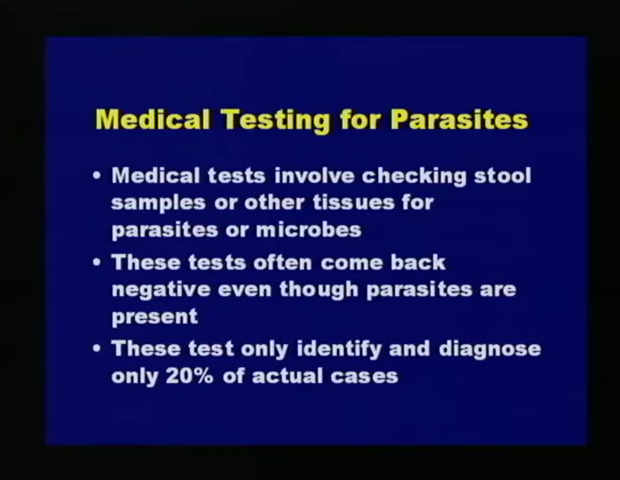 Medical Testing for Parasites
• Medical tests involve checking stool
samples or other tissues for
parasites or microbes
• These tests often come back
negative even though parasites are
present
• These test only identify and diagnose
only 20% of actual cases